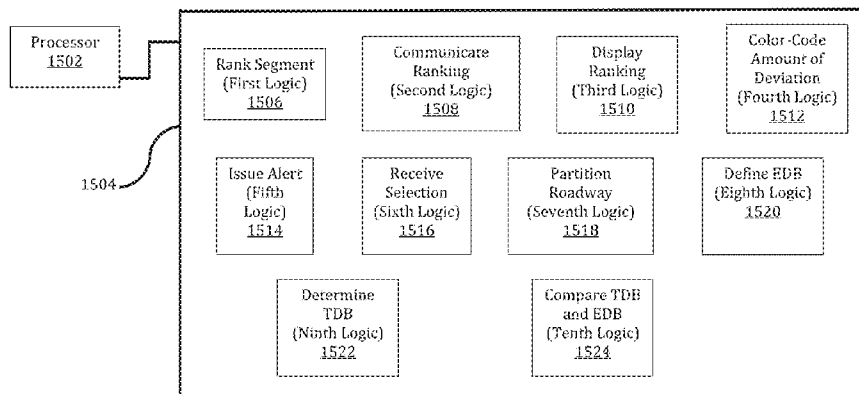 Processor
1502
Rank Segment
(First Logic)
1506
Communicate
Ranking
(Second Logic)
1508
Display
Ranking
(Third Logic)
1510
Color-Code
Amount of
Deviation
(Fourth Logic)
1512
1504
Issue Alert
(Fifth
Logic)
1514
Receive
Selection
(Sixth Logic)
1516
Partition
Roadway
(Seventh Logic)
1518
Define EDB
(Eighth Logic)
1520
Determine
TDB
(Ninth Logic)
1522
Compare TDB
and EDB
(Tenth Logic)
1524